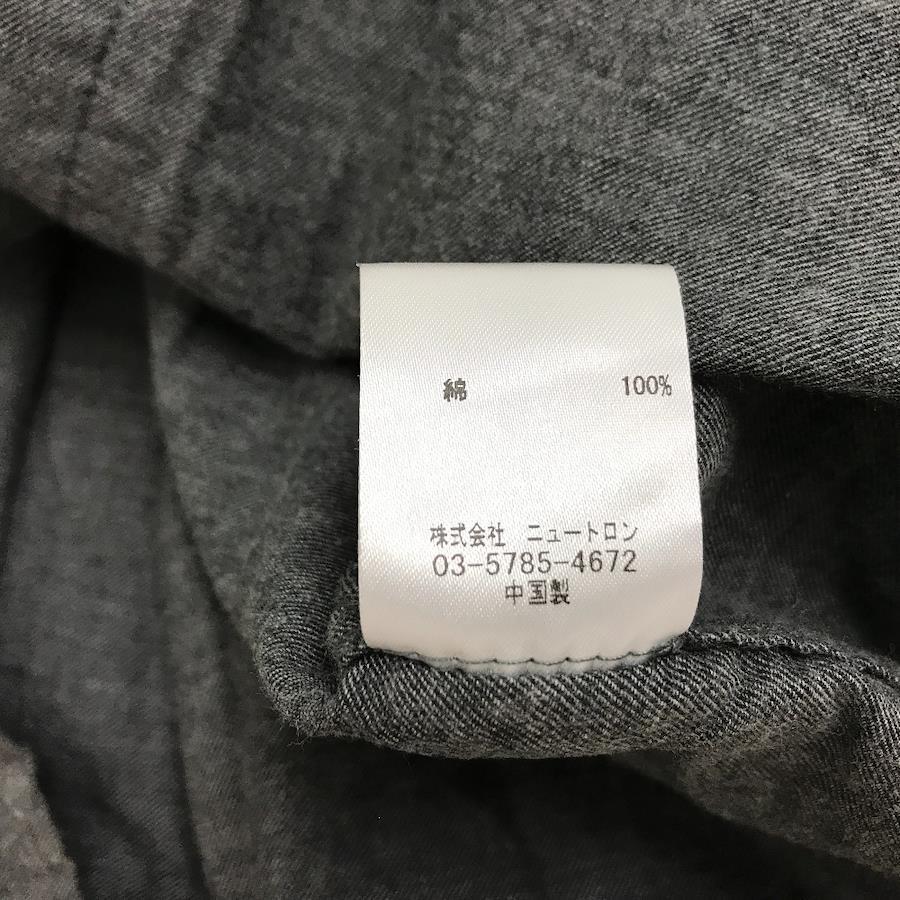 綿 100%
株式会社 ニュートロン
03-5785-4672
中国製